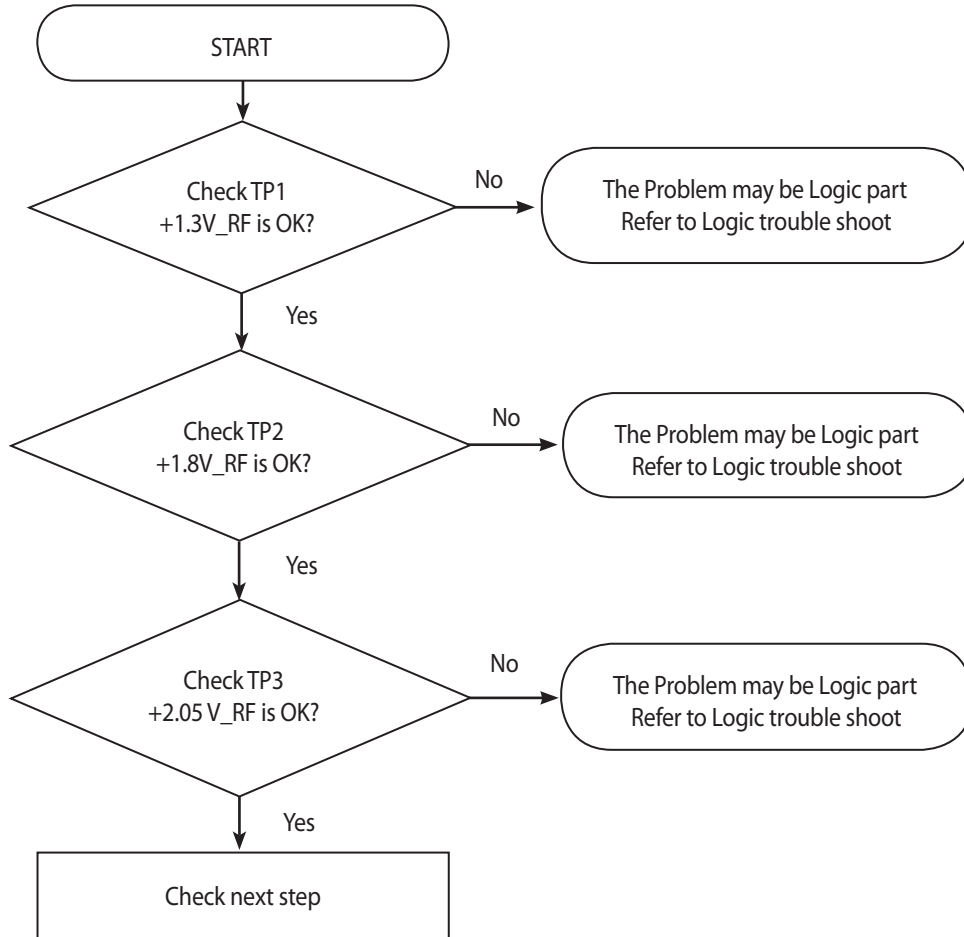 START
Check TP1
+1.3V_RF is OK?
No
The Problem may be Logic part
Refer to Logic trouble shoot
Yes
Check TP2
+1.8V_RF is OK?
No
The Problem may be Logic part
Refer to Logic trouble shoot
Yes
Check TP3
+2.05 V_RF is OK?
No
The Problem may be Logic part
Refer to Logic trouble shoot
Yes
Check next step